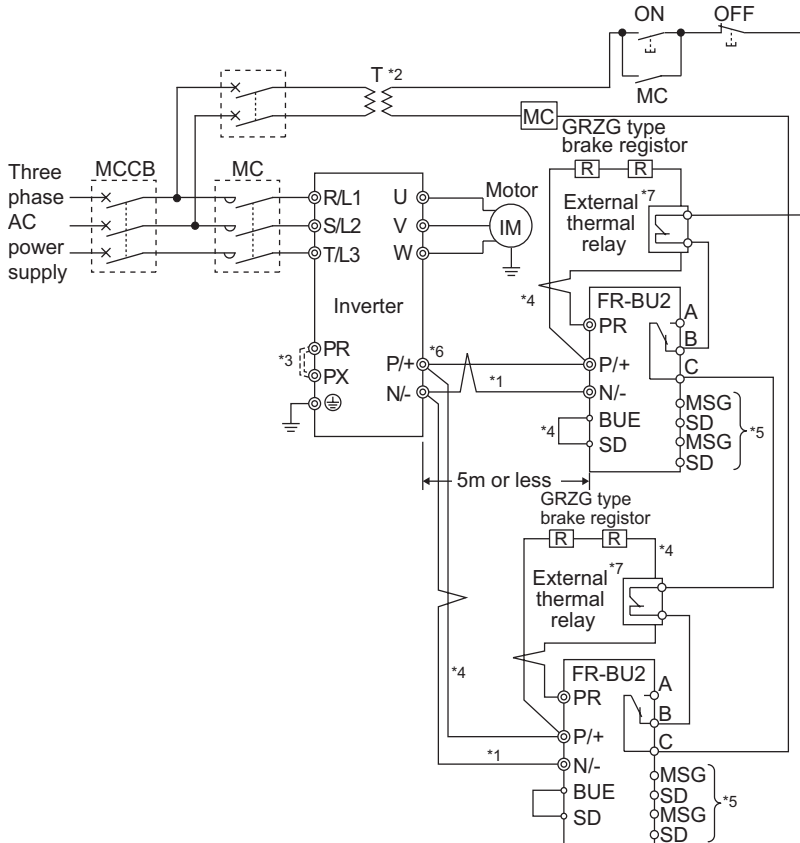 ON
OFF
T *2
MC
MC
GRZG type
brake registor
R
R
Three
phase
AC
power
supply
MCCB
MC
R/L1
S/L2
T/L3
U
V
W
Motor
IM
External
thermal
relay
*7
Inverter
*4
FR-BU2
PR
A
B
C
*3
PR
PX
P/+
*6
N/-
*1
P/+
N/-
BUE
SD
*4
MSG
SD
MSG
SD
*5
5m or less
GRZG type
brake registor
R
R
*4
External
thermal
relay
*7
*4
FR-BU2
PR
A
B
C
P/+
*1
N/-
BUE
SD
MSG
SD
MSG
SD
*5